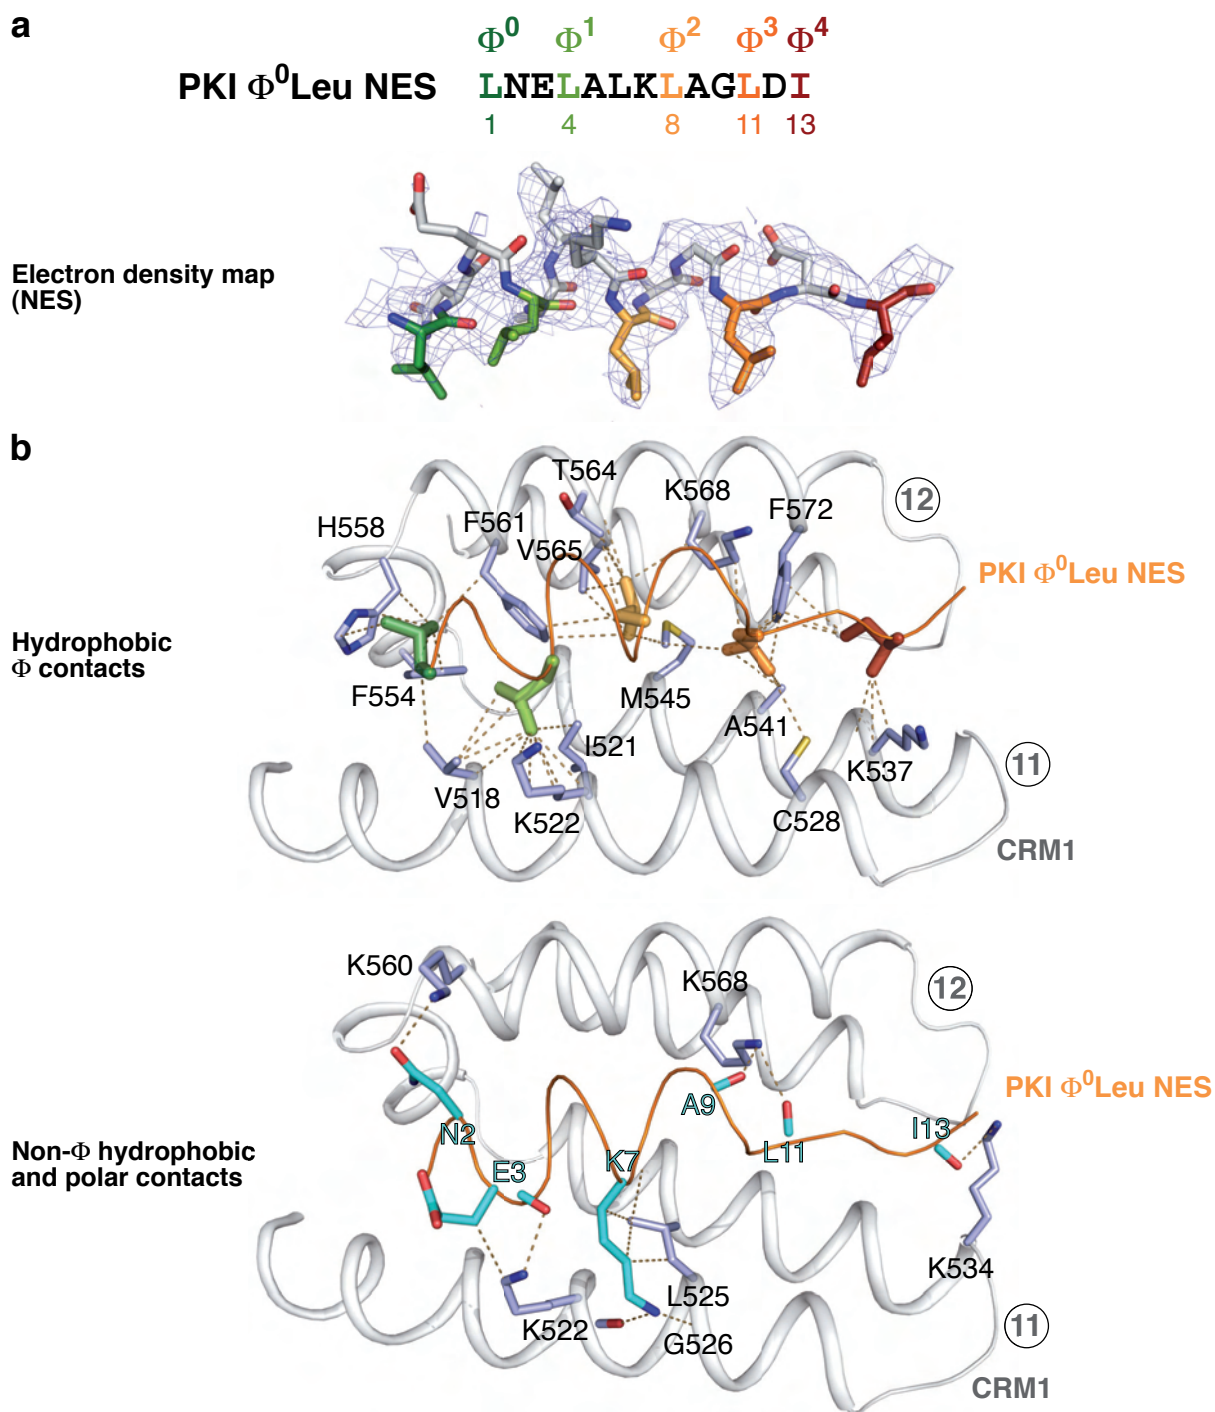 a
Φ⁰ Φ¹ Φ² Φ³ Φ⁴
PKI Φ⁰Leu NES LNELALKLAGLDI
1 4 8 11 13
Electron density map
(NES)
b
T564
K568
F572
12
H558
F561
V565
PKI Φ⁰Leu NES
Hydrophobic
Φ contacts
F554
M545
A541
I521
K537
11
V518
K522
C528
CRM1
K560
K568
12
PKI Φ⁰Leu NES
A9
N2
I13
L11
Non-Φ hydrophobic
and polar contacts
E3
K7
K534
L525
K522
G526
11
CRM1